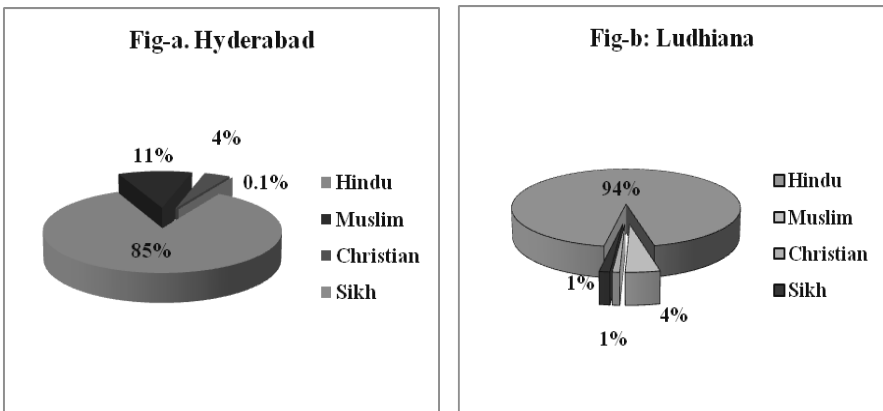 Fig-a. Hyderabad
4%
11%
0.1%
85%
Hindu
Muslim
Christian
Sikh
Fig-b: Ludhiana
94%
1%
4%
1%
Hindu
Muslim
Christian
Sikh